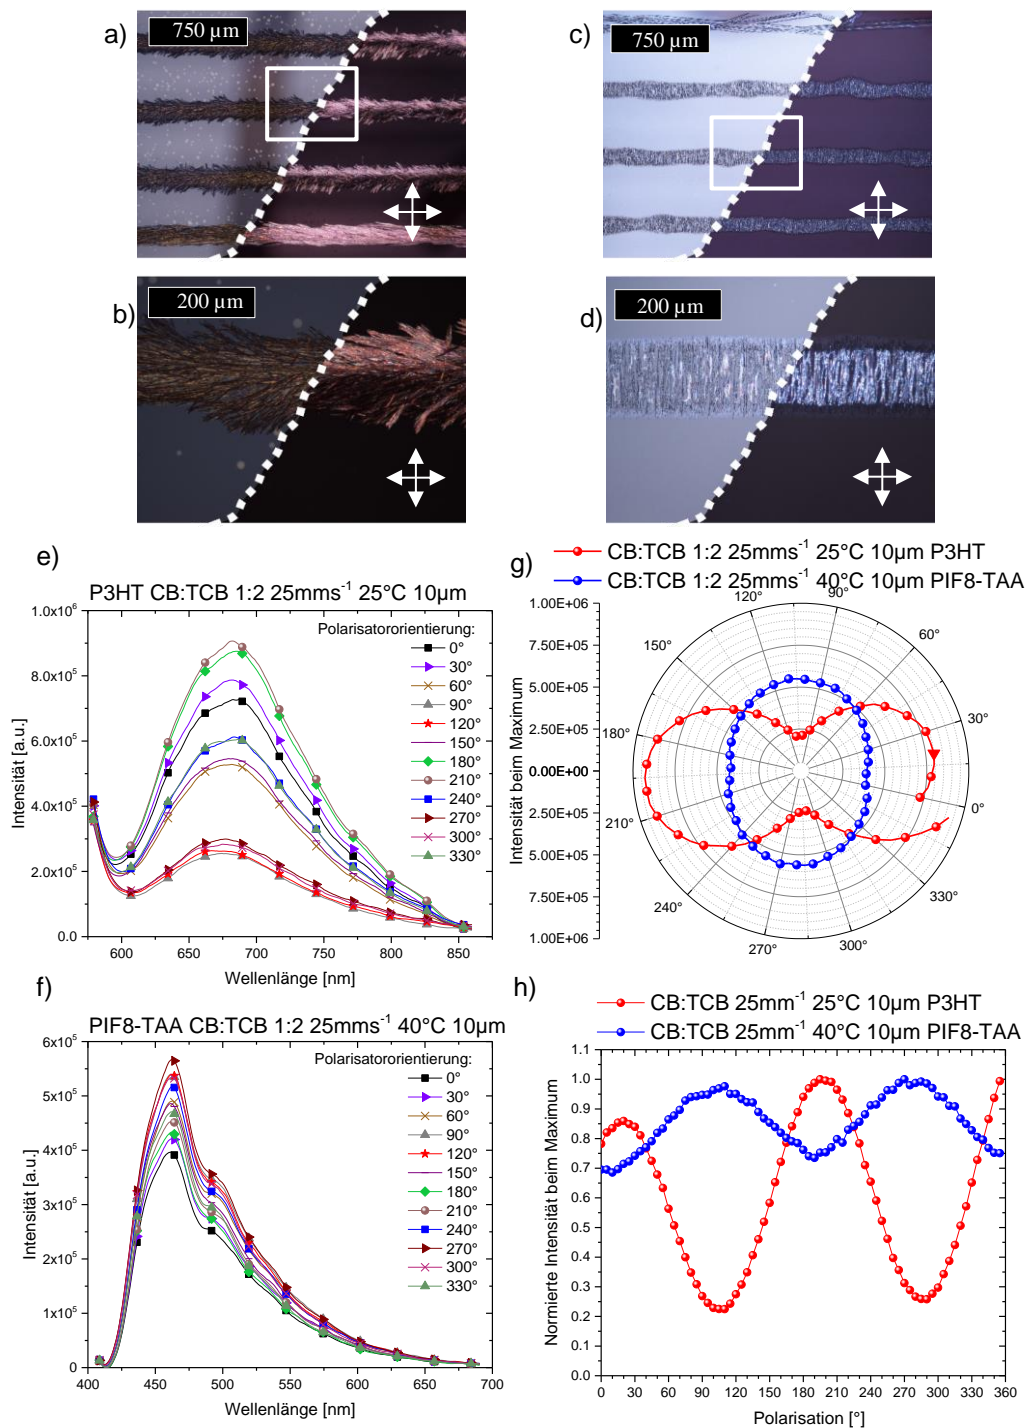 a)
750 µm
c)
750 µm
b)
200 µm
d)
200 µm
e)
P3HT CB:TCB 1:2 25mms⁻¹ 25°C 10µm
Intensität [a.u.]
1.0x10⁶
8.0x10⁵
6.0x10⁵
4.0x10⁵
2.0x10⁵
0.0
Polarisatororientierung:
0°
30°
60°
90°
120°
150°
180°
210°
240°
270°
300°
330°
600 650 700 750 800 850
Wellenlänge [nm]
g)
CB:TCB 1:2 25mms⁻¹ 25°C 10µm P3HT
CB:TCB 1:2 25mms⁻¹ 40°C 10µm PIF8-TAA
Intensität beim Maximum
1.00E+06
7.50E+05
5.00E+05
2.50E+05
0.00E+00
2.50E+05
5.00E+05
7.50E+05
1.00E+06
0°
30°
60°
90°
120°
150°
180°
210°
240°
270°
300°
330°
f)
PIF8-TAA CB:TCB 1:2 25mms⁻¹ 40°C 10µm
Intensität [a.u.]
6x10⁵
5x10⁵
4x10⁵
3x10⁵
2x10⁵
1x10⁵
0
Polarisatororientierung:
0°
30°
60°
90°
120°
150°
180°
210°
240°
270°
300°
330°
400 450 500 550 600 650 700
Wellenlänge [nm]
h)
CB:TCB 25mm⁻¹ 25°C 10µm P3HT
CB:TCB 25mm⁻¹ 40°C 10µm PIF8-TAA
Normierte Intensität beim Maximum
1.1
1.0
0.9
0.8
0.7
0.6
0.5
0.4
0.3
0.2
0.1
0.0
0 30 60 90 120 150 180 210 240 270 300 330 360
Polarisation [°]